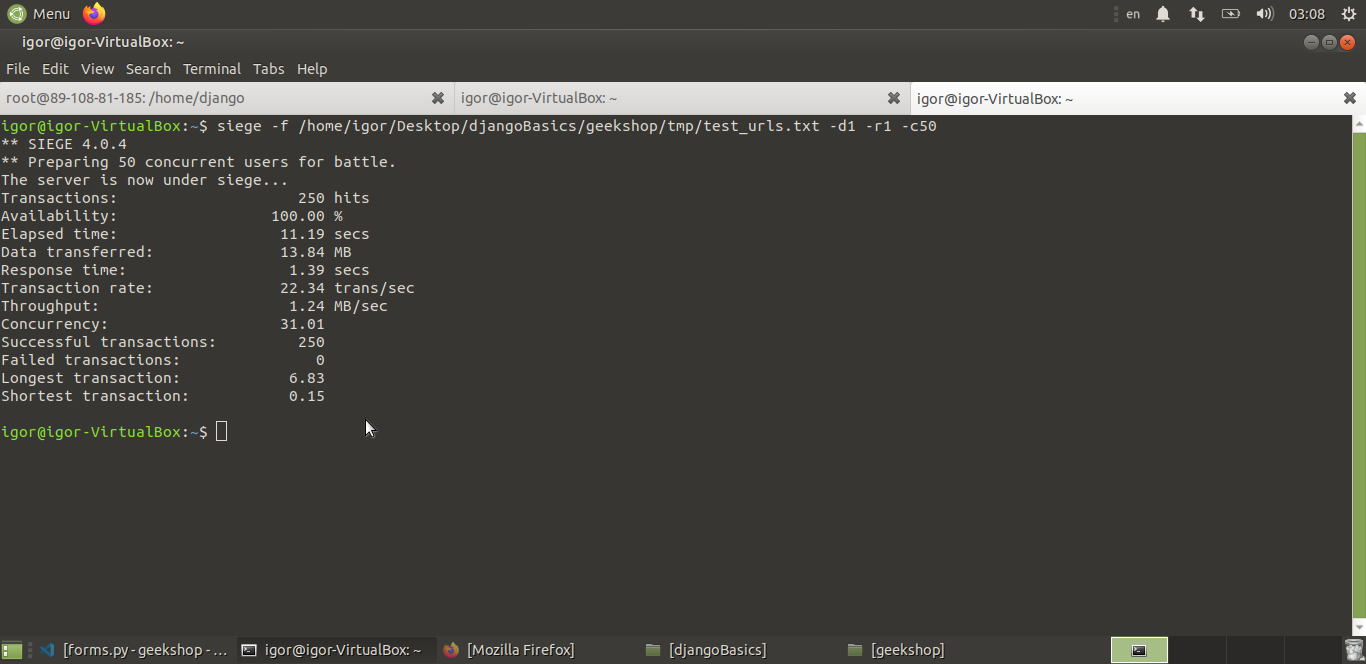 Menu en 03:08
igor@igor-VirtualBox: ~
File Edit View Search Terminal Tabs Help
root@89-108-81-185: /home/django igor@igor-VirtualBox: ~ igor@igor-VirtualBox: ~
igor@igor-VirtualBox:~$ siege -f /home/igor/Desktop/djangoBasics/geekshop/tmp/test_urls.txt -d1 -r1 -c50
** SIEGE 4.0.4
** Preparing 50 concurrent users for battle.
The server is now under siege...
Transactions: 250 hits
Availability: 100.00 %
Elapsed time: 11.19 secs
Data transferred: 13.84 MB
Response time: 1.39 secs
Transaction rate: 22.34 trans/sec
Throughput: 1.24 MB/sec
Concurrency: 31.01
Successful transactions: 250
Failed transactions: 0
Longest transaction: 6.83
Shortest transaction: 0.15
igor@igor-VirtualBox:~$
[forms.py - geekshop - ... igor@igor-VirtualBox: ~ [Mozilla Firefox] [djangoBasics] [geekshop]